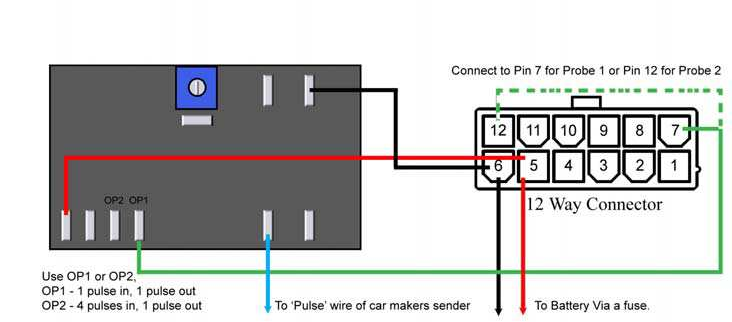 Connect to Pin 7 for Probe 1 or Pin 12 for Probe 2
12 11 10 9 8 7
6 5 4 3 2 1
12 Way Connector
OP2 OP1
Use OP1 or OP2,
OP1 - 1 pulse in, 1 pulse out
OP2 - 4 pulses in, 1 pulse out
To ‘Pulse’ wire of car makers sender
To Battery Via a fuse.